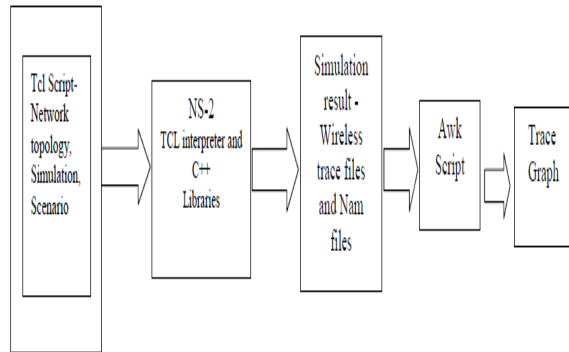 Tcl Script-
Network
topology,
Simulation,
Scenario
NS-2
TCL interpreter and
C++
Libraries
Simulation
result -
Wireless
trace files
and Nam
files
Awk
Script
Trace
Graph